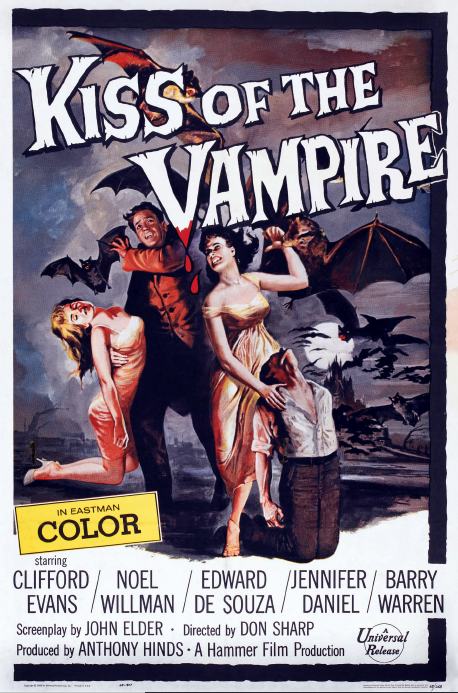 KISS OF THE
VAMPIRE
IN EASTMAN
COLOR
starring
CLIFFORD EVANS / NOEL WILLMAN / EDWARD DE SOUZA / JENNIFER DANIEL / BARRY WARREN
Screenplay by JOHN ELDER · Directed by DON SHARP
Produced by ANTHONY HINDS · A Hammer Film Production
A
Universal
Release